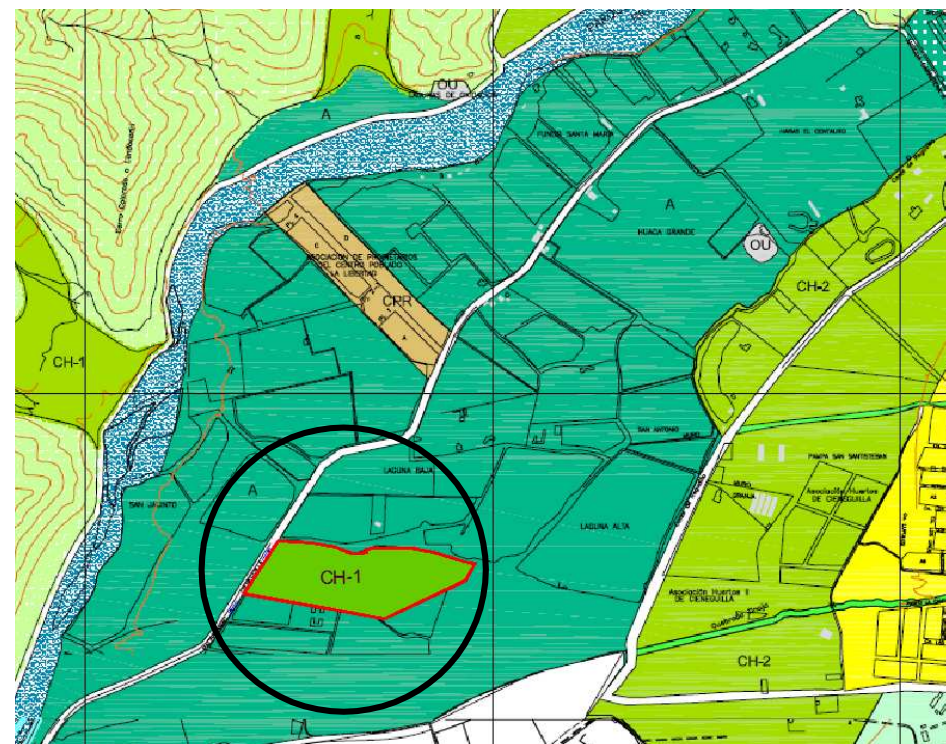 OU
A
FUNDO SANTA MARIA
HARAS EL CENTAURO
A
HUACA GRANDE
OU
ASOCIACION DE PROPIETARIOS
DEL CENTRO POBLADO
LA LIBERTAD
CPR
CH-2
CH-1
SAN ANTONIO
PAMPA SAN SANTISTEBAN
LAGUNA BAJA
Asociación Huertos
DE CIENEGUILLA
A
SAN JACINTO
LAGUNA ALTA
CH-1
Asociación Huertos II
DE CIENEGUILLA
CH-2